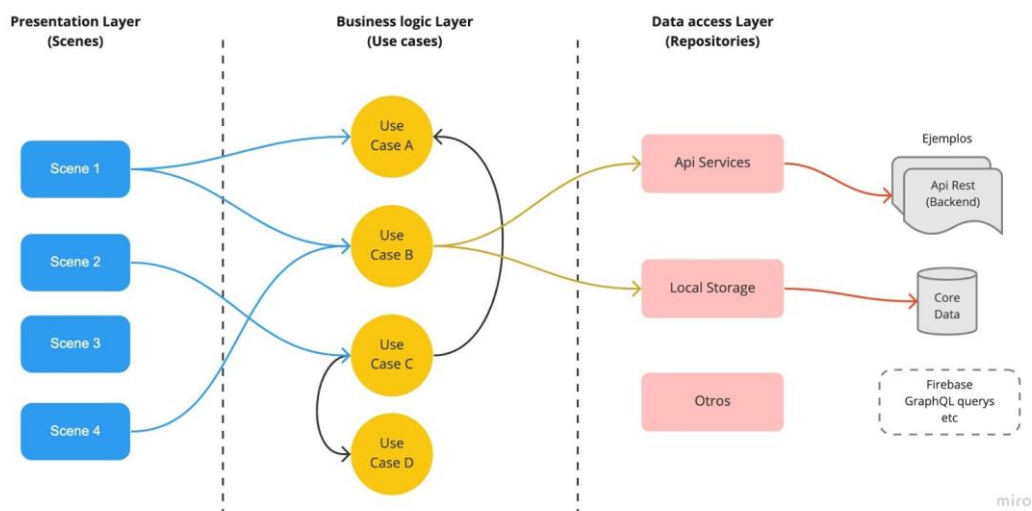 Presentation Layer
(Scenes)
Business logic Layer
(Use cases)
Data access Layer
(Repositories)
Scene 1
Scene 2
Scene 3
Scene 4
Use
Case A
Use
Case B
Use
Case C
Use
Case D
Api Services
Local Storage
Otros
Ejemplos
Api Rest
(Backend)
Core
Data
Firebase
GraphQL querys
etc
miro